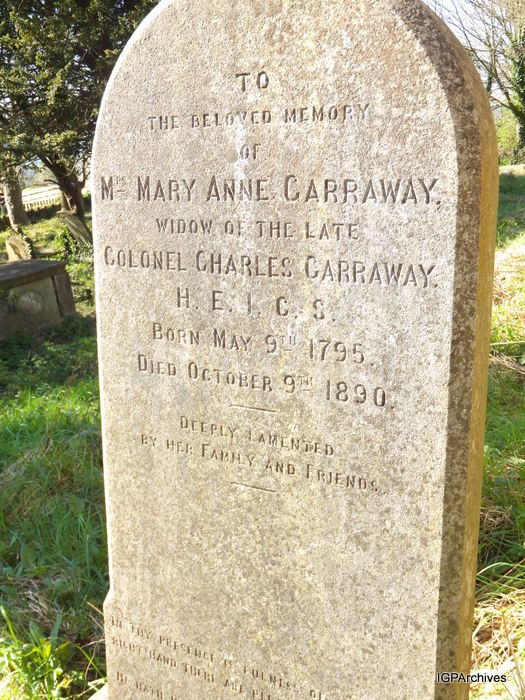 TO
THE BELOVED MEMORY
OF
MRS MARY ANNE CARRAWAY,
WIDOW OF THE LATE
COLONEL CHARLES CARRAWAY,
H. E. I. C. S.
BORN MAY 9TH 1795.
DIED OCTOBER 9TH 1890.
DEEPLY LAMENTED
BY HER FAMILY AND FRIENDS.
IN THY PRESENCE IS FULNESS OF
RIGHT HAND THERE ARE
HE HATH
IGPArchives